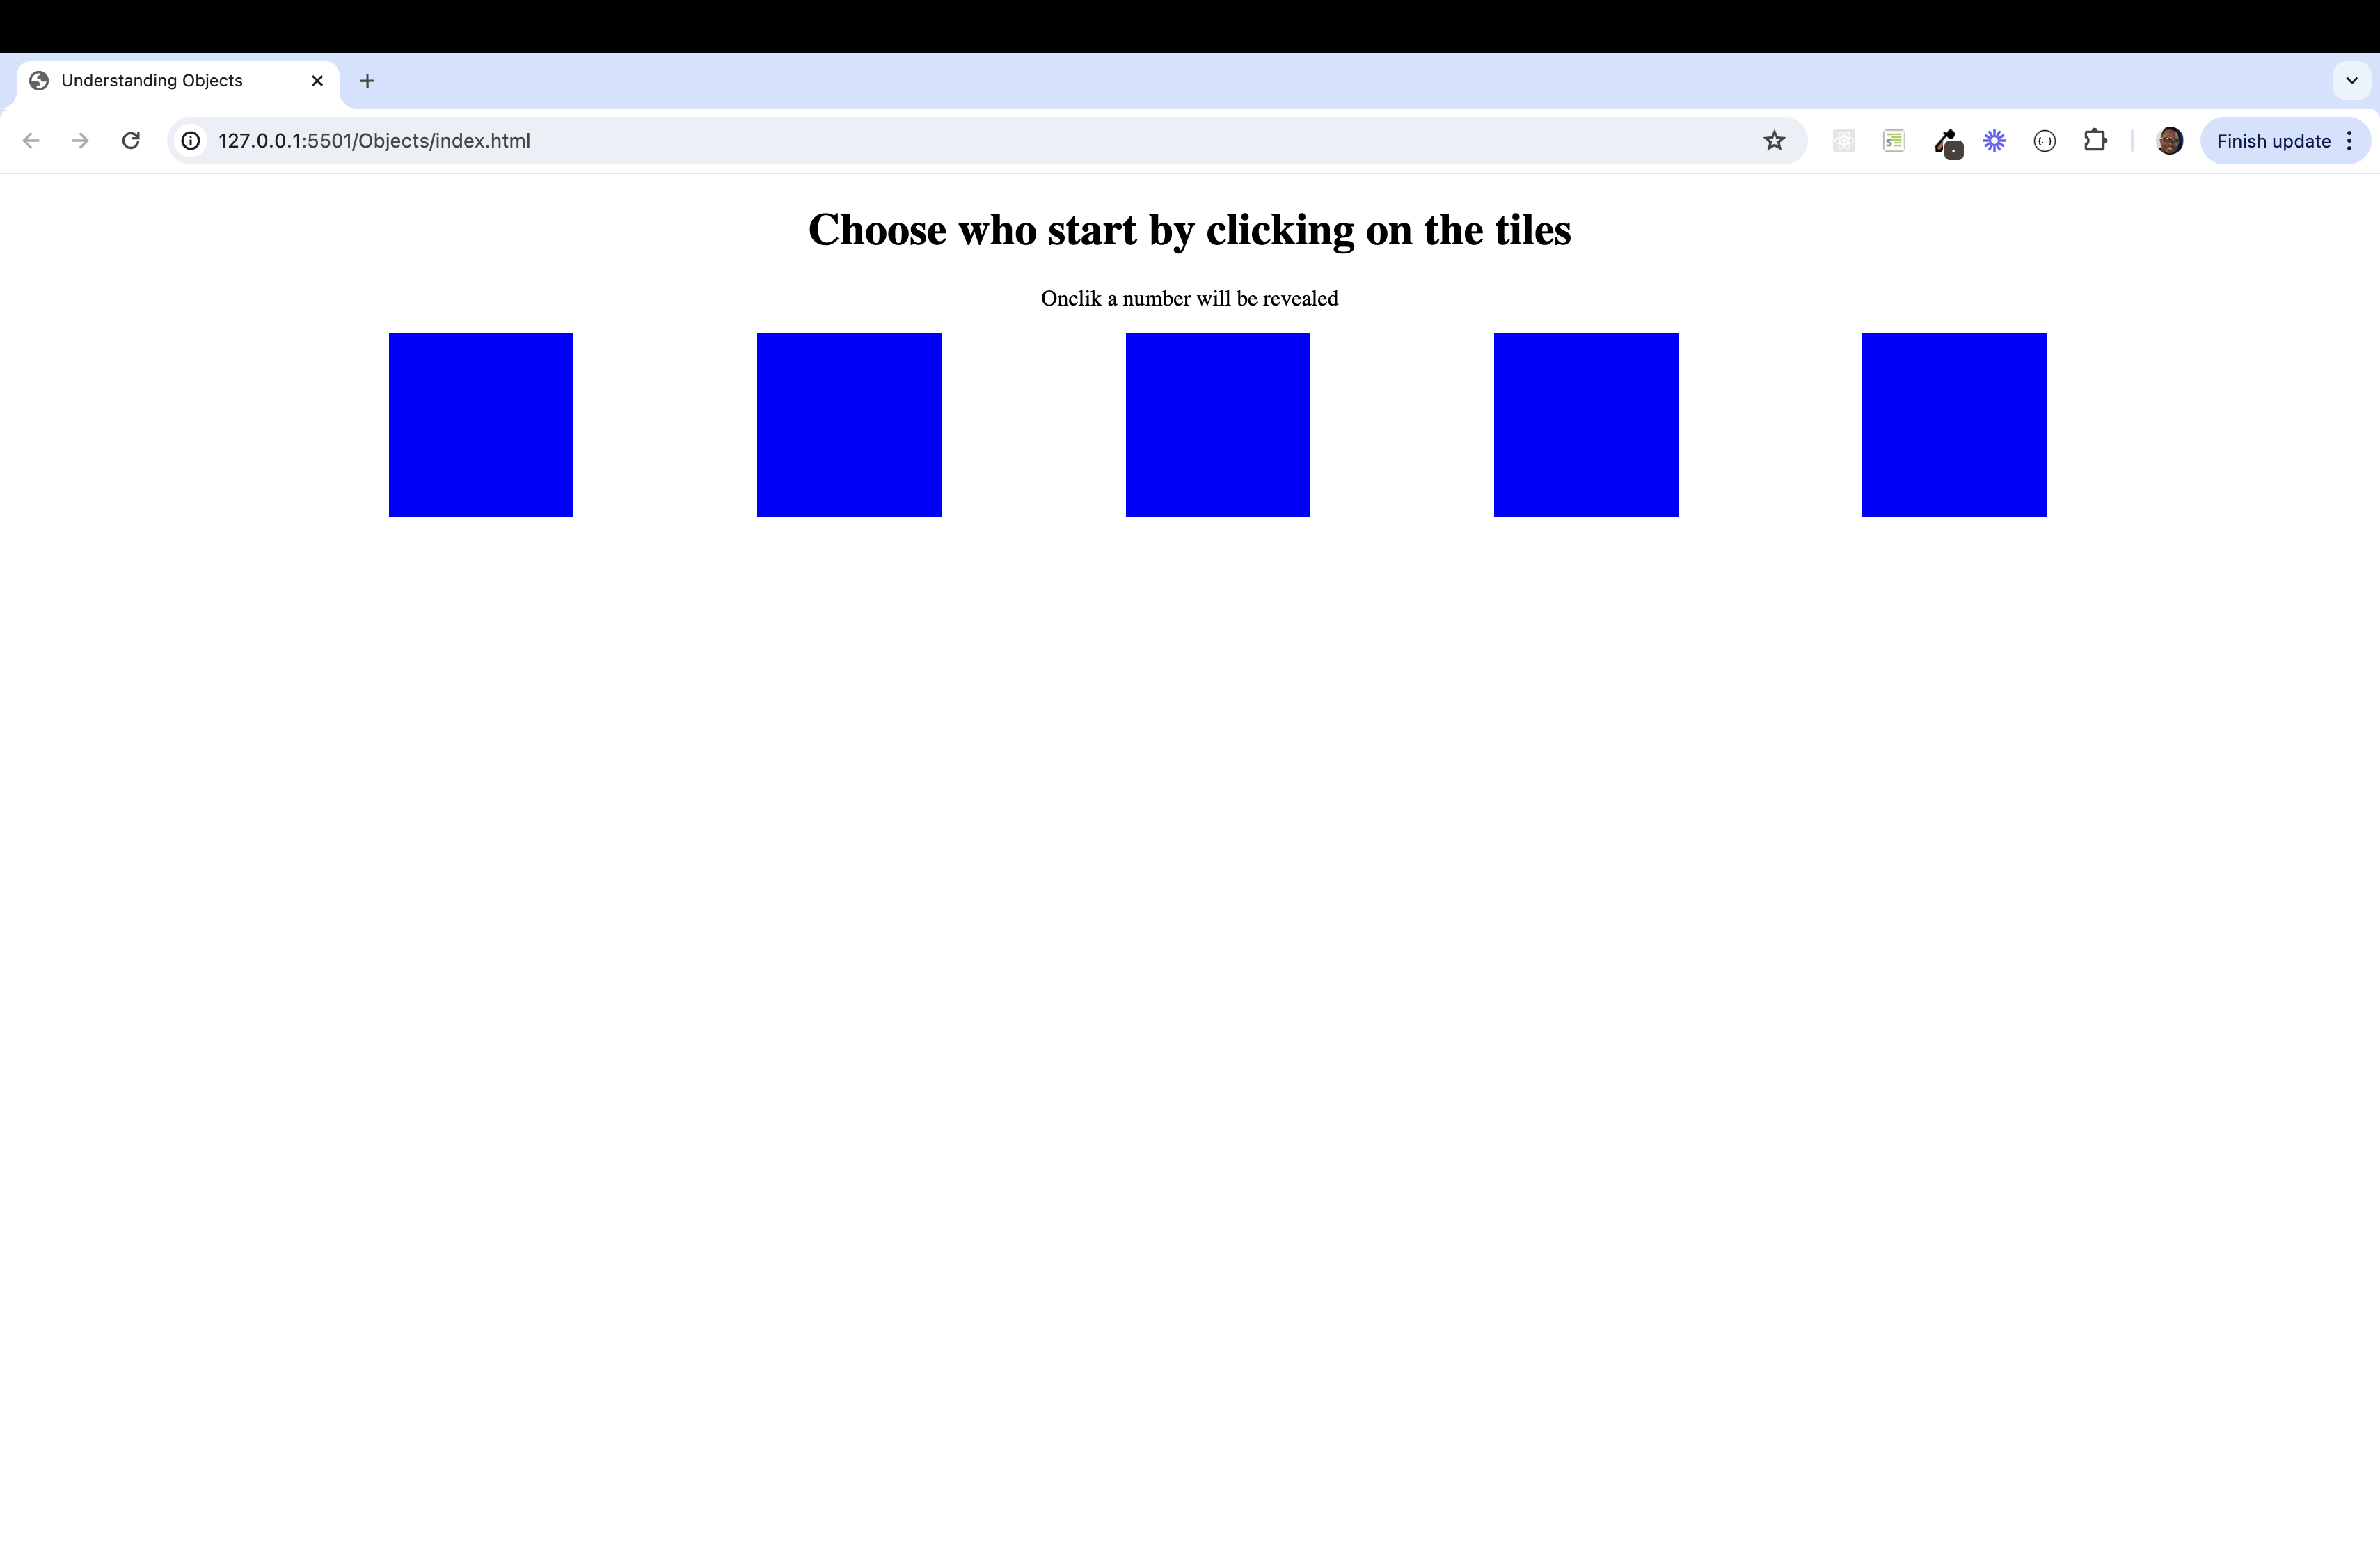 Understanding Objects
127.0.0.1:5501/Objects/index.html
Finish update
Choose who start by clicking on the tiles
Onclik a number will be revealed